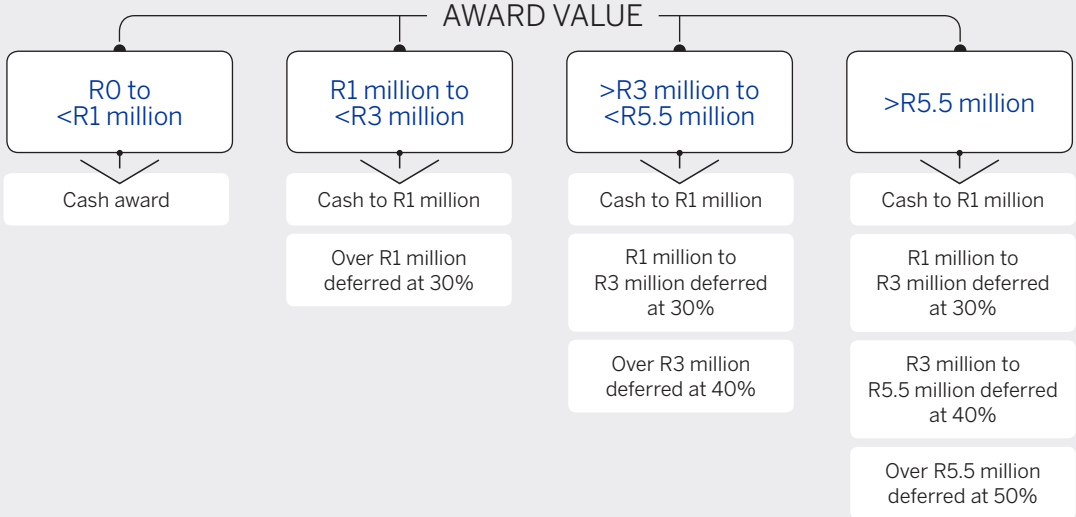 AWARD VALUE
R0 to
<R1 million
Cash award
R1 million to
<R3 million
Cash to R1 million
Over R1 million
deferred at 30%
>R3 million to
<R5.5 million
Cash to R1 million
R1 million to
R3 million deferred
at 30%
Over R3 million
deferred at 40%
>R5.5 million
Cash to R1 million
R1 million to
R3 million deferred
at 30%
R3 million to
R5.5 million deferred
at 40%
Over R5.5 million
deferred at 50%